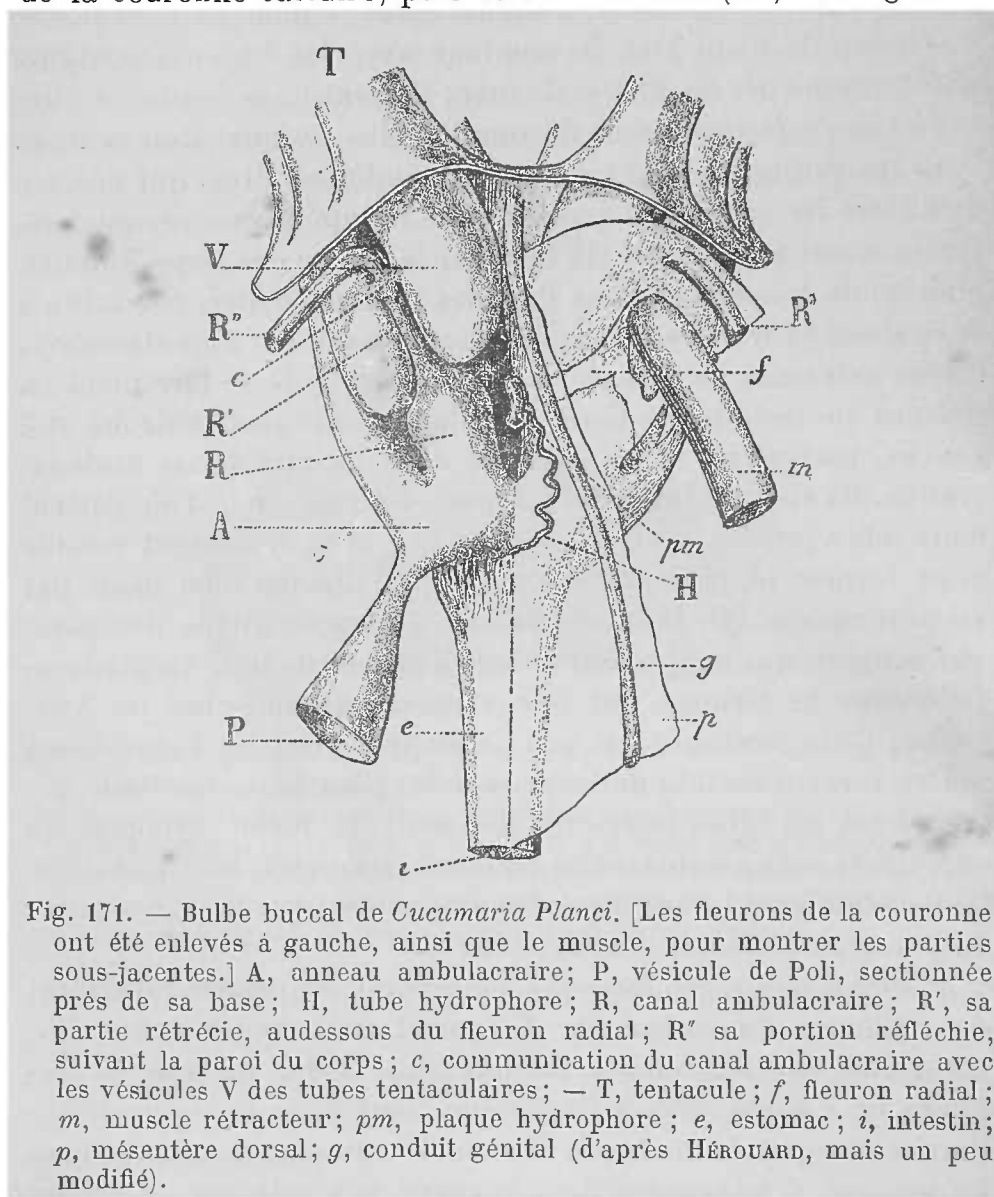 T
V
R"
R'
c
f
R'
R
m
A
pm
H
g
P
e
p
i
Fig. 171. — Bulbe buccal de Cucumaria Planci. [Les fleurons de la couronne
ont été enlevés à gauche, ainsi que le muscle, pour montrer les parties
sous-jacentes.] A, anneau ambulacraire; P, vésicule de Poli, sectionnée
près de sa base; H, tube hydrophore; R, canal ambulacraire; R', sa
partie rétrécie, audessous du fleuron radial; R" sa portion réfléchie,
suivant la paroi du corps; c, communication du canal ambulacraire avec
les vésicules V des tubes tentaculaires; — T, tentacule; f, fleuron radial;
m, muscle rétracteur; pm, plaque hydrophore; e, estomac; i, intestin;
p, mésentère dorsal; g, conduit génital (d'après HÉROUARD, mais un peu
modifié).